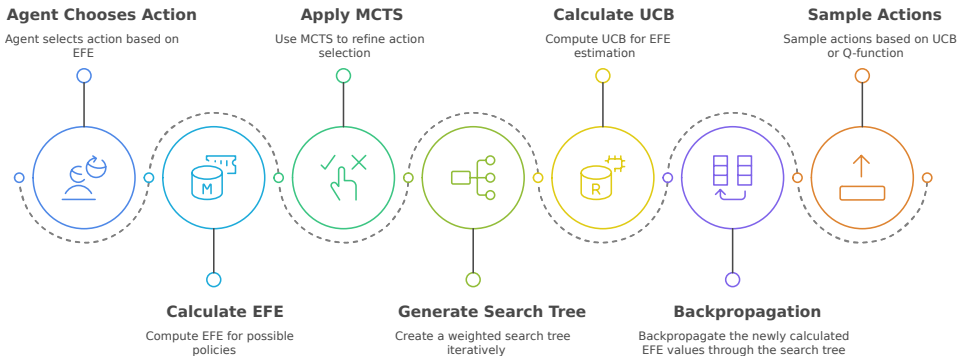 Agent Chooses Action
Agent selects action based on
EFE
Apply MCTS
Use MCTS to refine action
selection
Calculate UCB
Compute UCB for EFE
estimation
Sample Actions
Sample actions based on UCB
or Q-function
M
R
Calculate EFE
Compute EFE for possible
policies
Generate Search Tree
Create a weighted search tree
iteratively
Backpropagation
Backpropagate the newly calculated
EFE values through the search tree